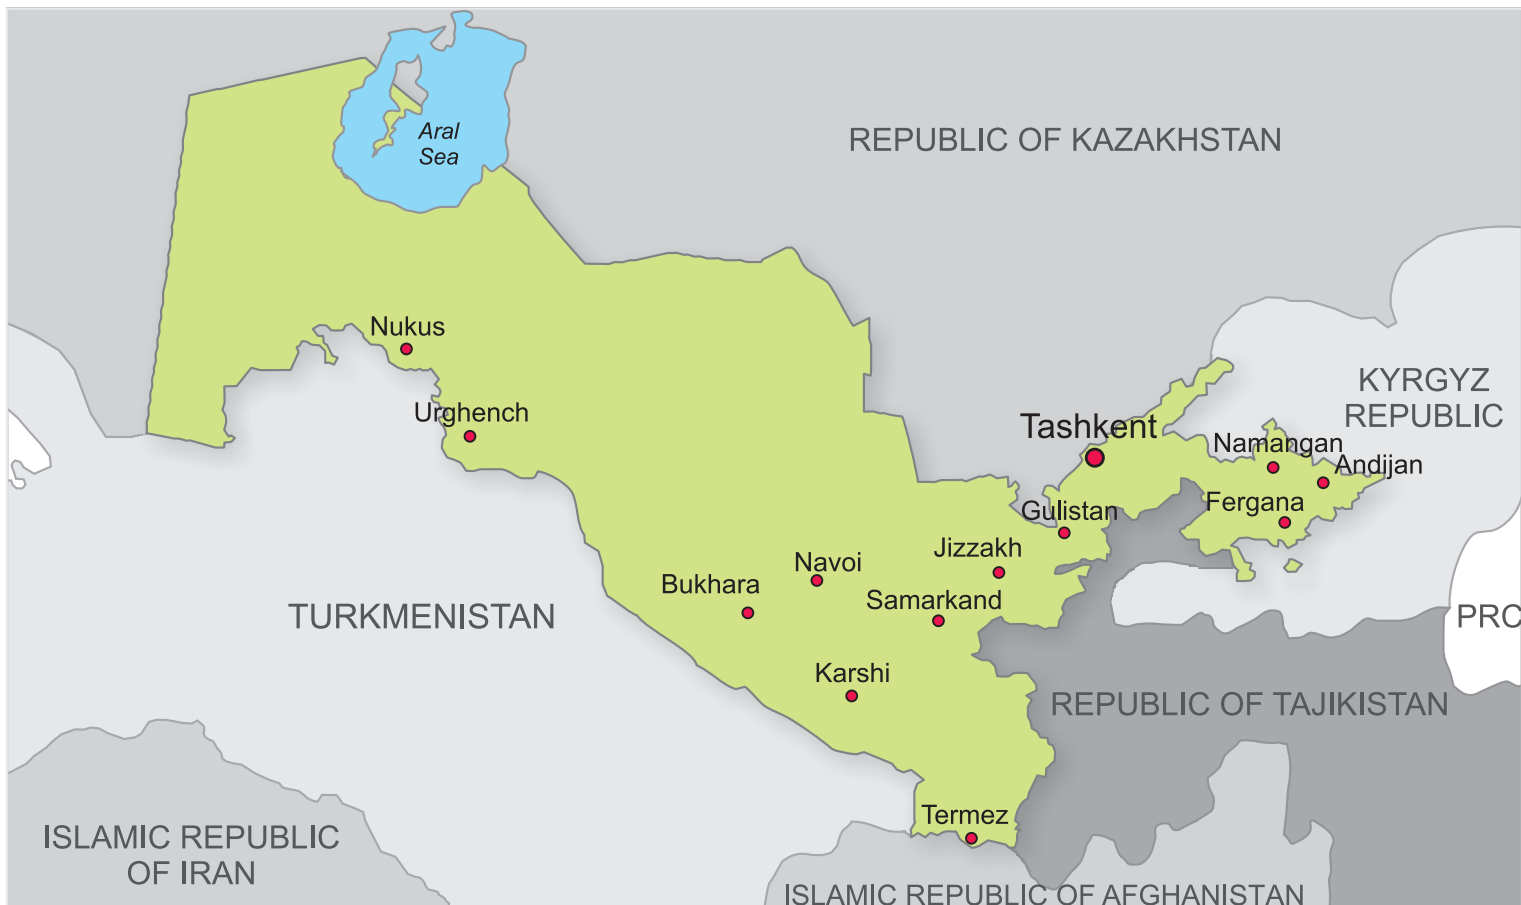 Aral
Sea
REPUBLIC OF KAZAKHSTAN
Nukus
KYRGYZ
REPUBLIC
Urghench
Tashkent
Namangan
Andijan
Fergana
Gulistan
Jizzakh
Navoi
Bukhara
Samarkand
TURKMENISTAN
PRC
Karshi
REPUBLIC OF TAJIKISTAN
Termez
ISLAMIC REPUBLIC
OF IRAN
ISLAMIC REPUBLIC OF AFGHANISTAN